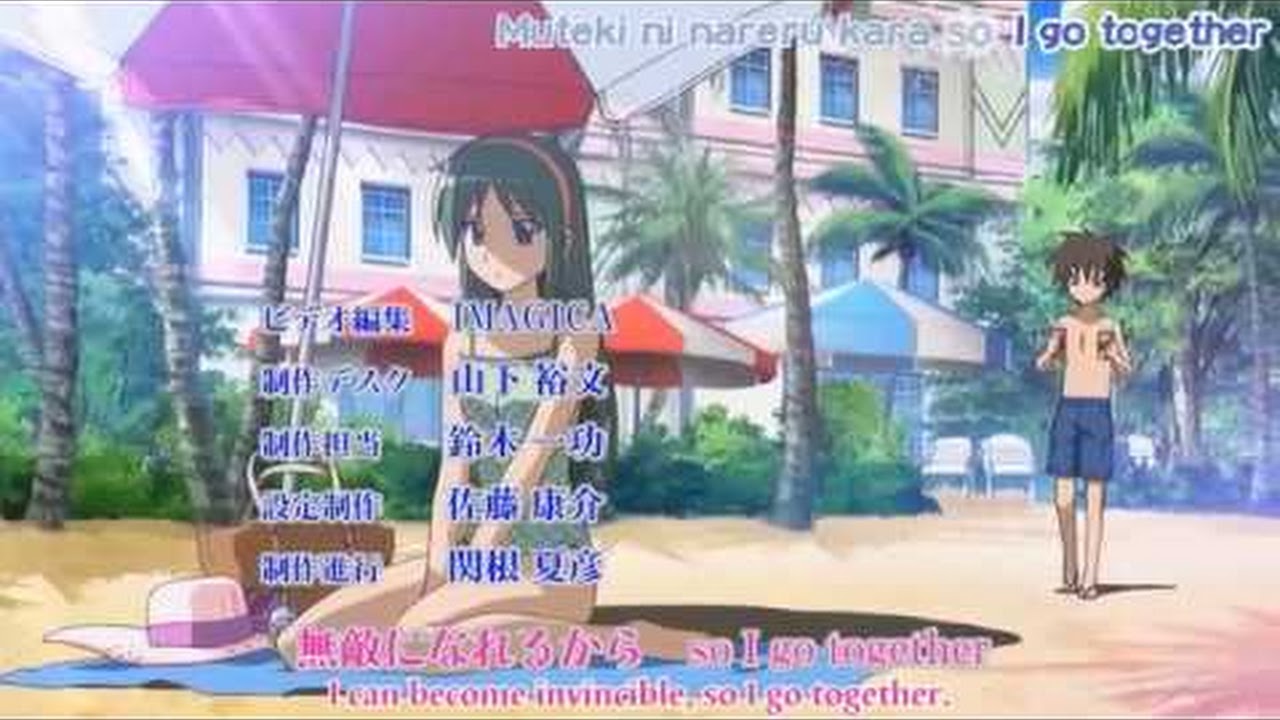 Muteki ni nareru kara so I go together
ビデオ編集 IMAGICA
制作デスク 山下 裕文
制作担当 鈴木 一功
設定制作 佐藤 康介
制作進行 関根 夏彦
無敵になれるから so I go together
I can become invincible, so I go together.